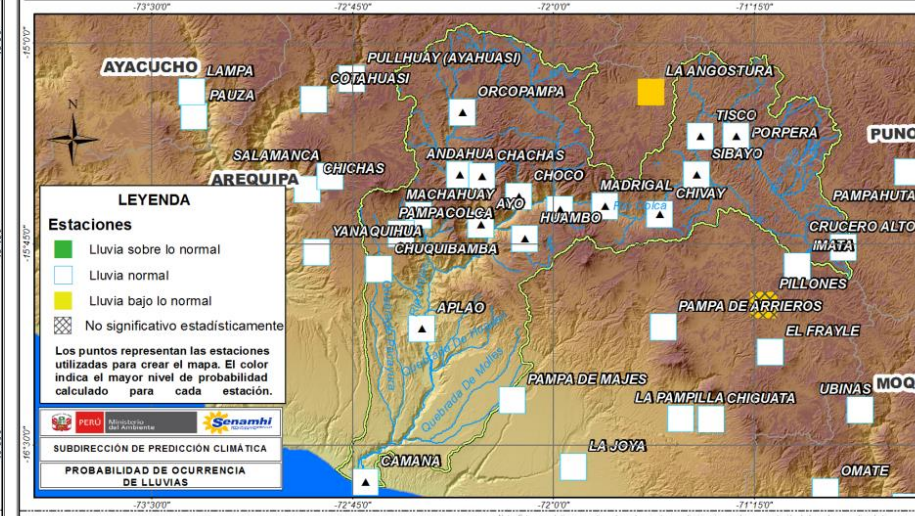 -73°30'0" -72°45'0" -72°0'0" -71°15'0"
-15°0'0"
PULLHUAY (AYAHUASI)
AYACUCHO LAMPA COTAHUASI LA ANGOSTURA
PAUZA ORCOPAMPA
N TISCO
PORPERA PUNO
SALAMANCA ANDAHUA CHACHAS SIBAYO
CHICHAS CHOCO
AREQUIPA MADRIGAL CHIVAY PAMPAHUTA
MACHAHUAY AYO
PAMPACOLCA HUAMBO
CRUCERO ALTO
YANAQUIHUA IMATA
-15°45'0" CHUQUIBAMBA
PILLONES
APLAO PAMPA DE ARRIEROS
EL FRAYLE
Quebrada De Molles
PAMPA DE MAJES
LA PAMPILLA CHIGUATA UBINAS MOQ
LA JOYA
CAMANA OMATE
-16°30'0"
LEYENDA
Estaciones
Lluvia sobre lo normal
Lluvia normal
Lluvia bajo lo normal
No significativo estadísticamente
Los puntos representan las estaciones
utilizadas para crear el mapa. El color
indica el mayor nivel de probabilidad
calculado para cada estación.
PERÚ Ministerio del Ambiente Senamhi
SUBDIRECCIÓN DE PREDICCIÓN CLIMÁTICA
PROBABILIDAD DE OCURRENCIA
DE LLUVIAS
-73°30'0" -72°45'0" -72°0'0" -71°15'0"